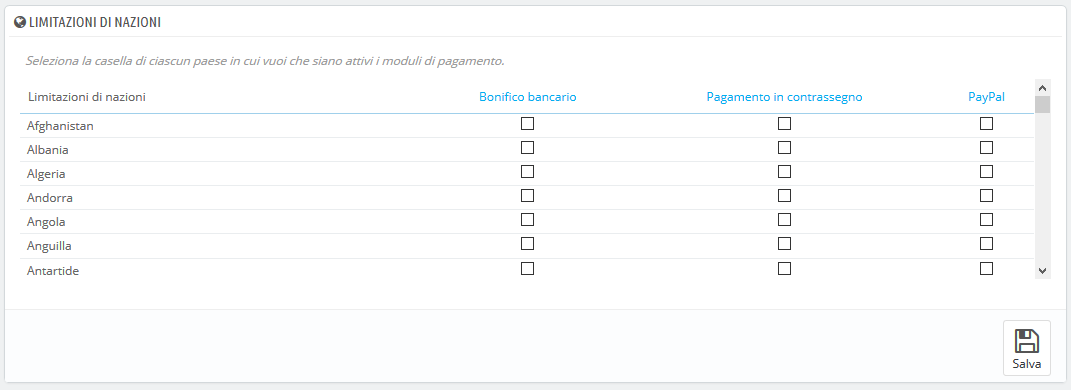 LIMITAZIONI DI NAZIONI
Seleziona la casella di ciascun paese in cui vuoi che siano attivi i moduli di pagamento.
Limitazioni di nazioni Bonifico bancario Pagamento in contrassegno PayPal
Afghanistan
Albania
Algeria
Andorra
Angola
Anguilla
Antartide
Salva